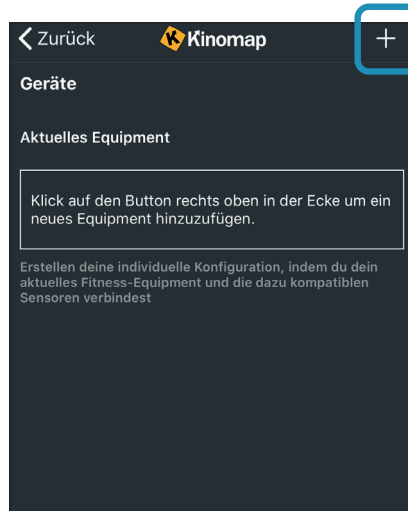 Zurück Kinomap +
Geräte
Aktuelles Equipment
Klick auf den Button rechts oben in der Ecke um ein
neues Equipment hinzuzufügen.
Erstellen deine individuelle Konfiguration, indem du dein
aktuelles Fitness-Equipment und die dazu kompatiblen
Sensoren verbindest